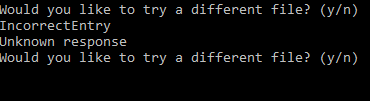 Would you like to try a different file? (y/n)
IncorrectEntry
Unknown response
Would you like to try a different file? (y/n)